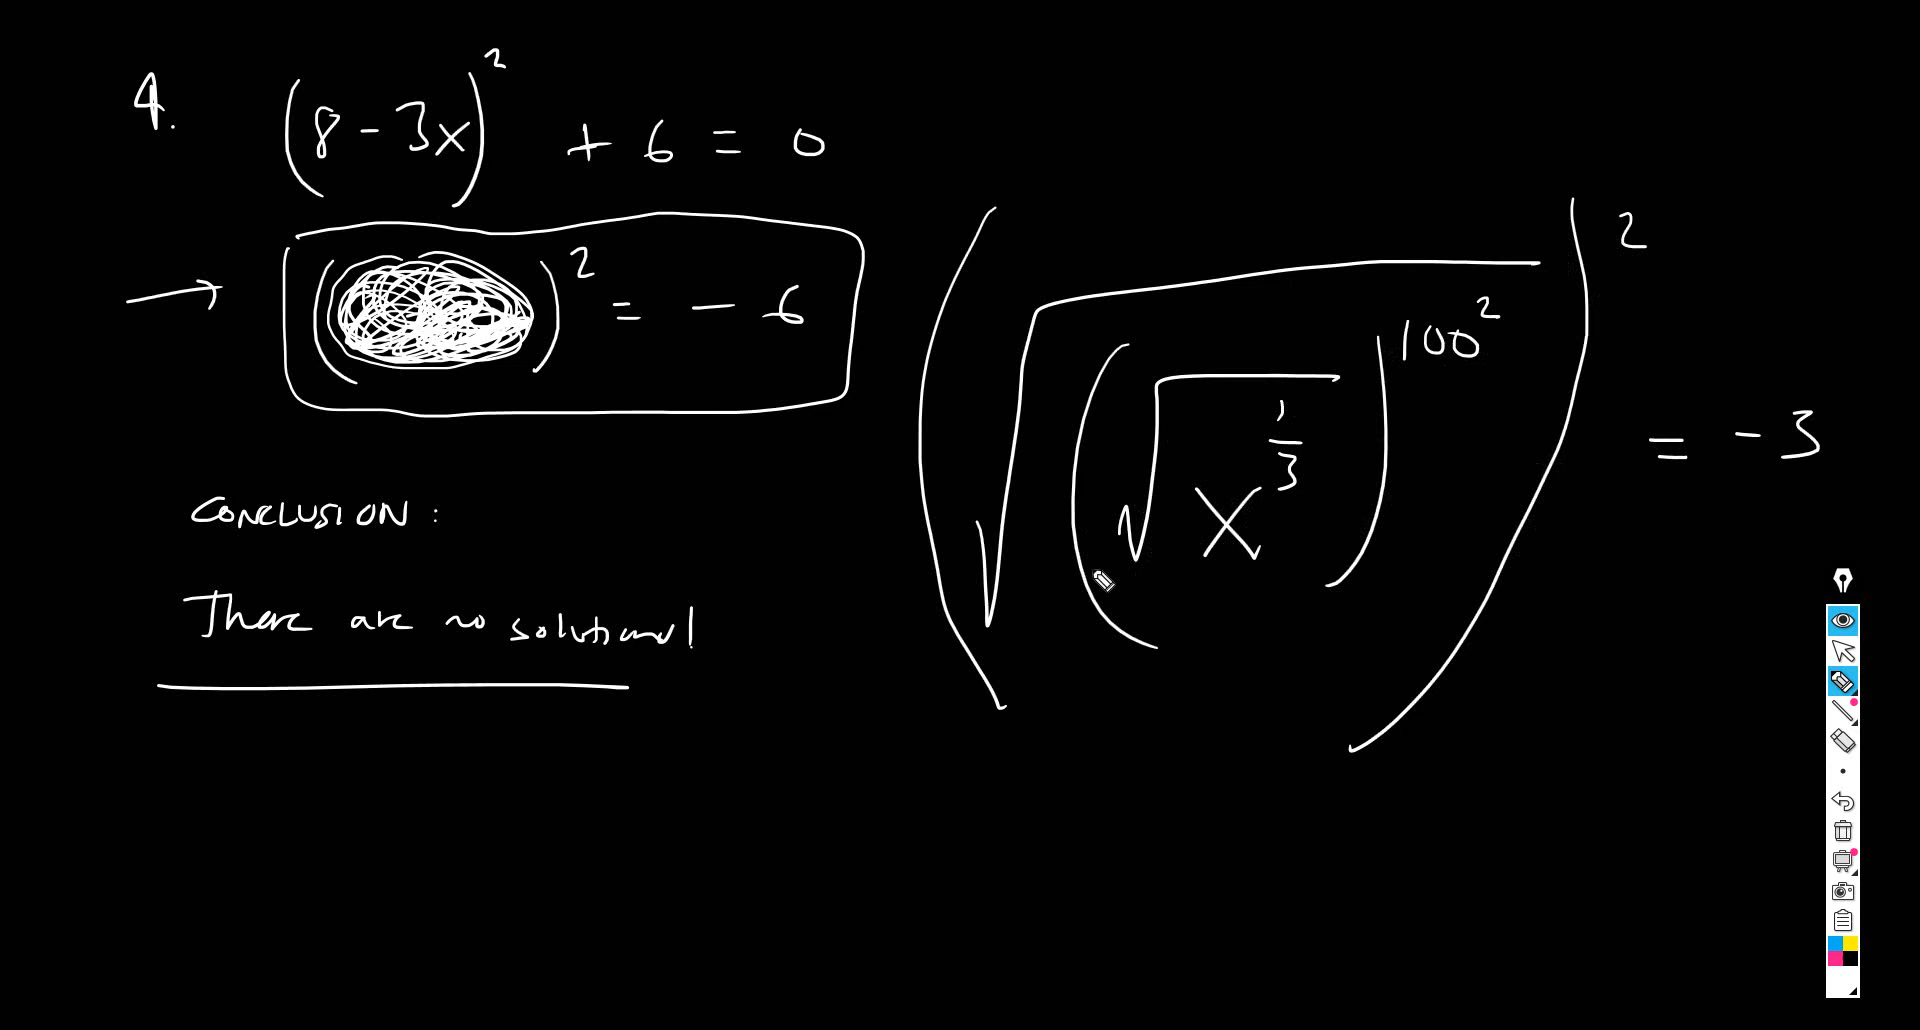 4. (8-3x)² + 6 = 0
→ ( )² = -6
CONCLUSION:
There are no solutions!
(√(√x^(1/3))^100²)² = -3